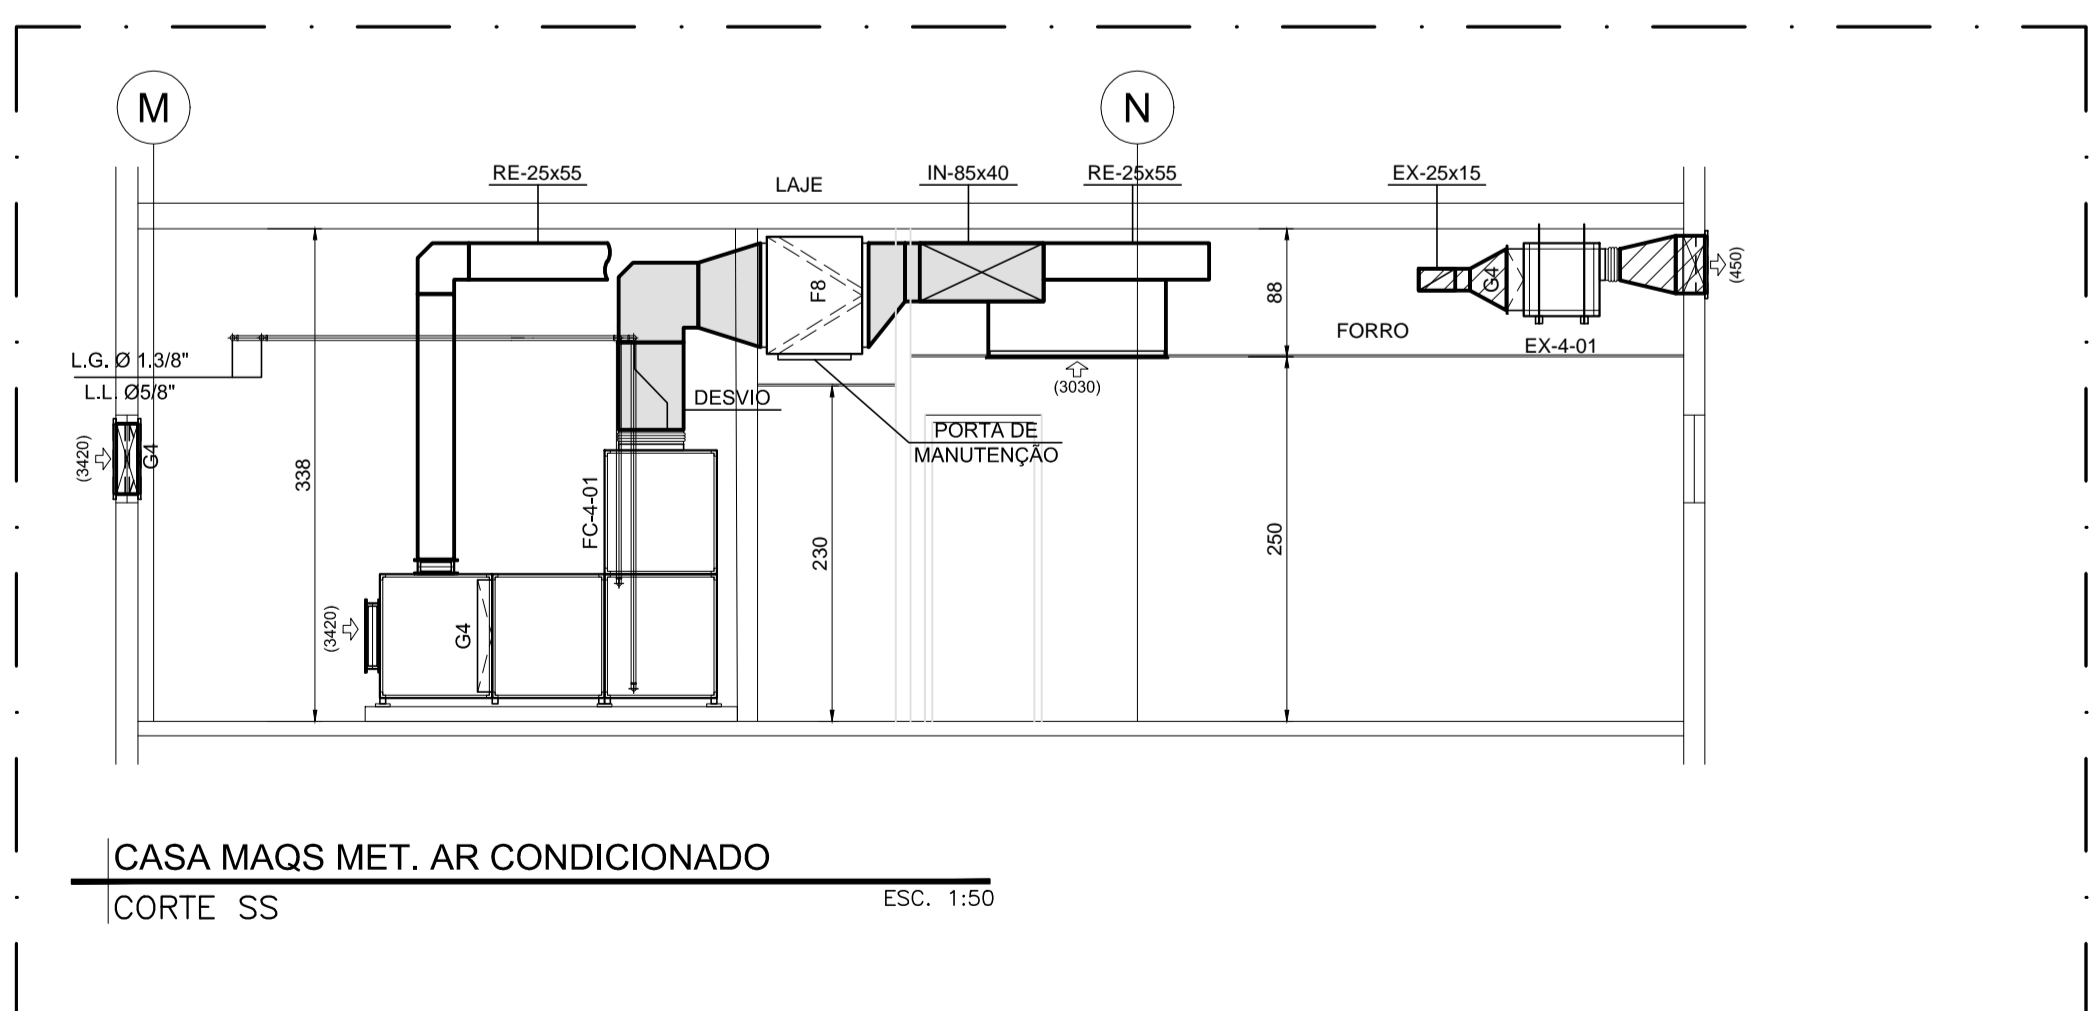 M
N
RE-25x55
LAJE
IN-85x40
RE-25x55
EX-25x15
F8
G4
(450)
88
FORRO
EX-4-01
L.G. Ø 1.3/8"
L.L. Ø5/8"
(3030)
DESVIO
PORTA DE
MANUTENÇÃO
(3420)
G4
338
FC-4-01
230
250
(3420)
G4
CASA MAQS MET. AR CONDICIONADO
CORTE SS
ESC. 1:50